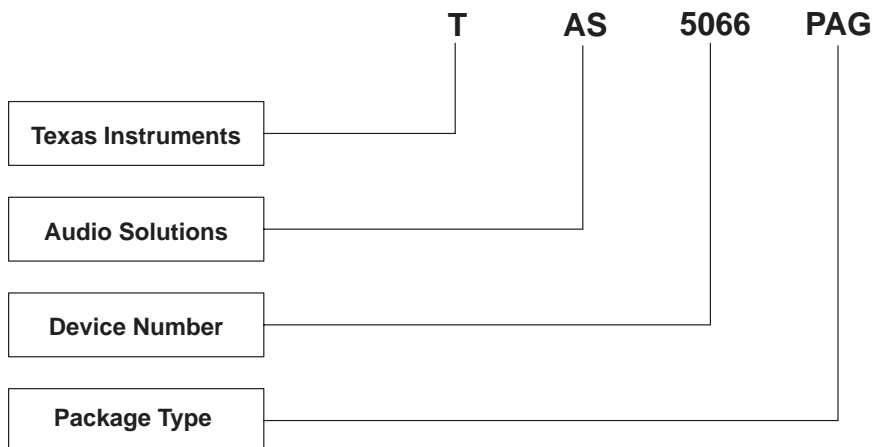 T AS 5066 PAG
Texas Instruments
Audio Solutions
Device Number
Package Type